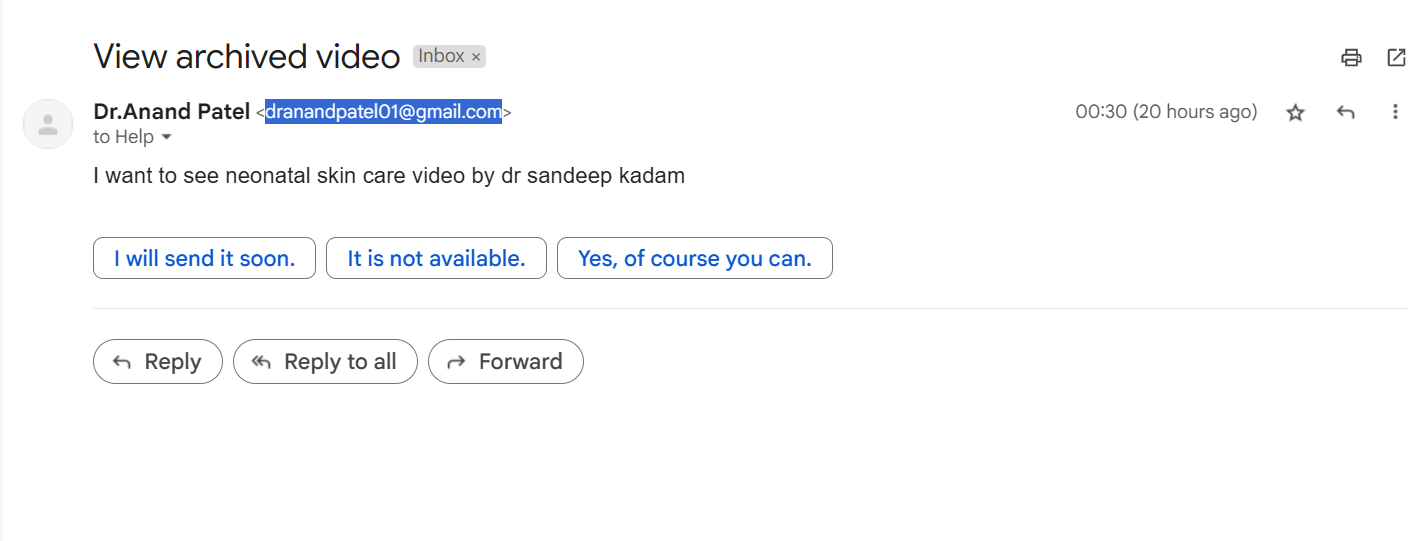 View archived video Inbox ×
Dr.Anand Patel <dranandpatel01@gmail.com> 00:30 (20 hours ago)
to Help
I want to see neonatal skin care video by dr sandeep kadam
I will send it soon. It is not available. Yes, of course you can.
Reply Reply to all Forward